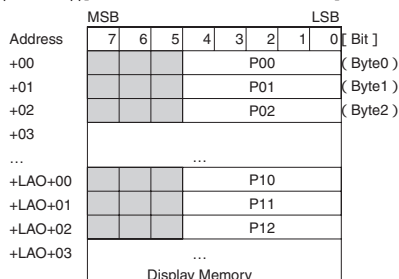 MSB LSB
Address 7 6 5 4 3 2 1 0 [ Bit ]
+00 P00 ( Byte0 )
+01 P01 ( Byte1 )
+02 P02 ( Byte2 )
+03
… …
+LAO+00 P10
+LAO+01 P11
+LAO+02 P12
+LAO+03 …
Display Memory